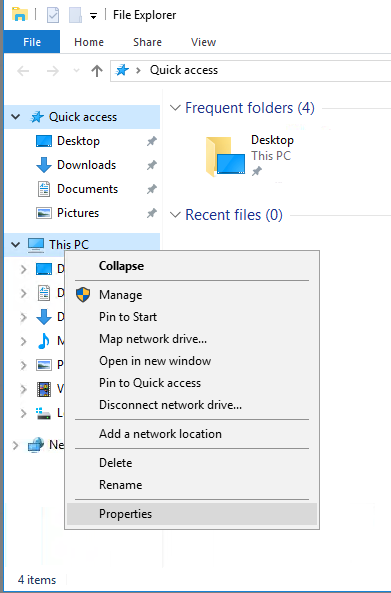 File Explorer
File Home Share View
Quick access
Quick access
Desktop
Downloads
Documents
Pictures
This PC
Frequent folders (4)
Desktop
This PC
Recent files (0)
D
D
D
M
P
V
L
Ne
Collapse
Manage
Pin to Start
Map network drive...
Open in new window
Pin to Quick access
Disconnect network drive...
Add a network location
Delete
Rename
Properties
4 items